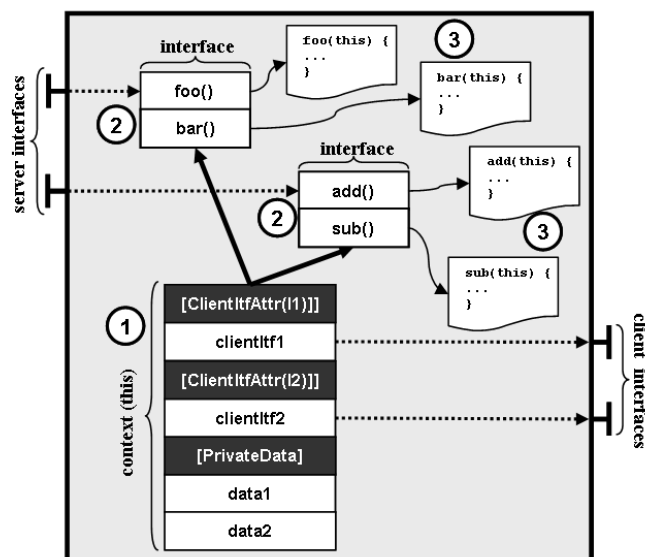 interface
foo(this) {
...
}
3
server interfaces
foo()
bar(this) {
...
}
2
bar()
interface
add()
add(this) {
...
}
2
sub()
3
sub(this) {
...
}
1
context (this)
[ClientItfAttr(I1)]]
clientItf1
[ClientItfAttr(I2)]]
clientItf2
[PrivateData]
data1
data2
client interfaces